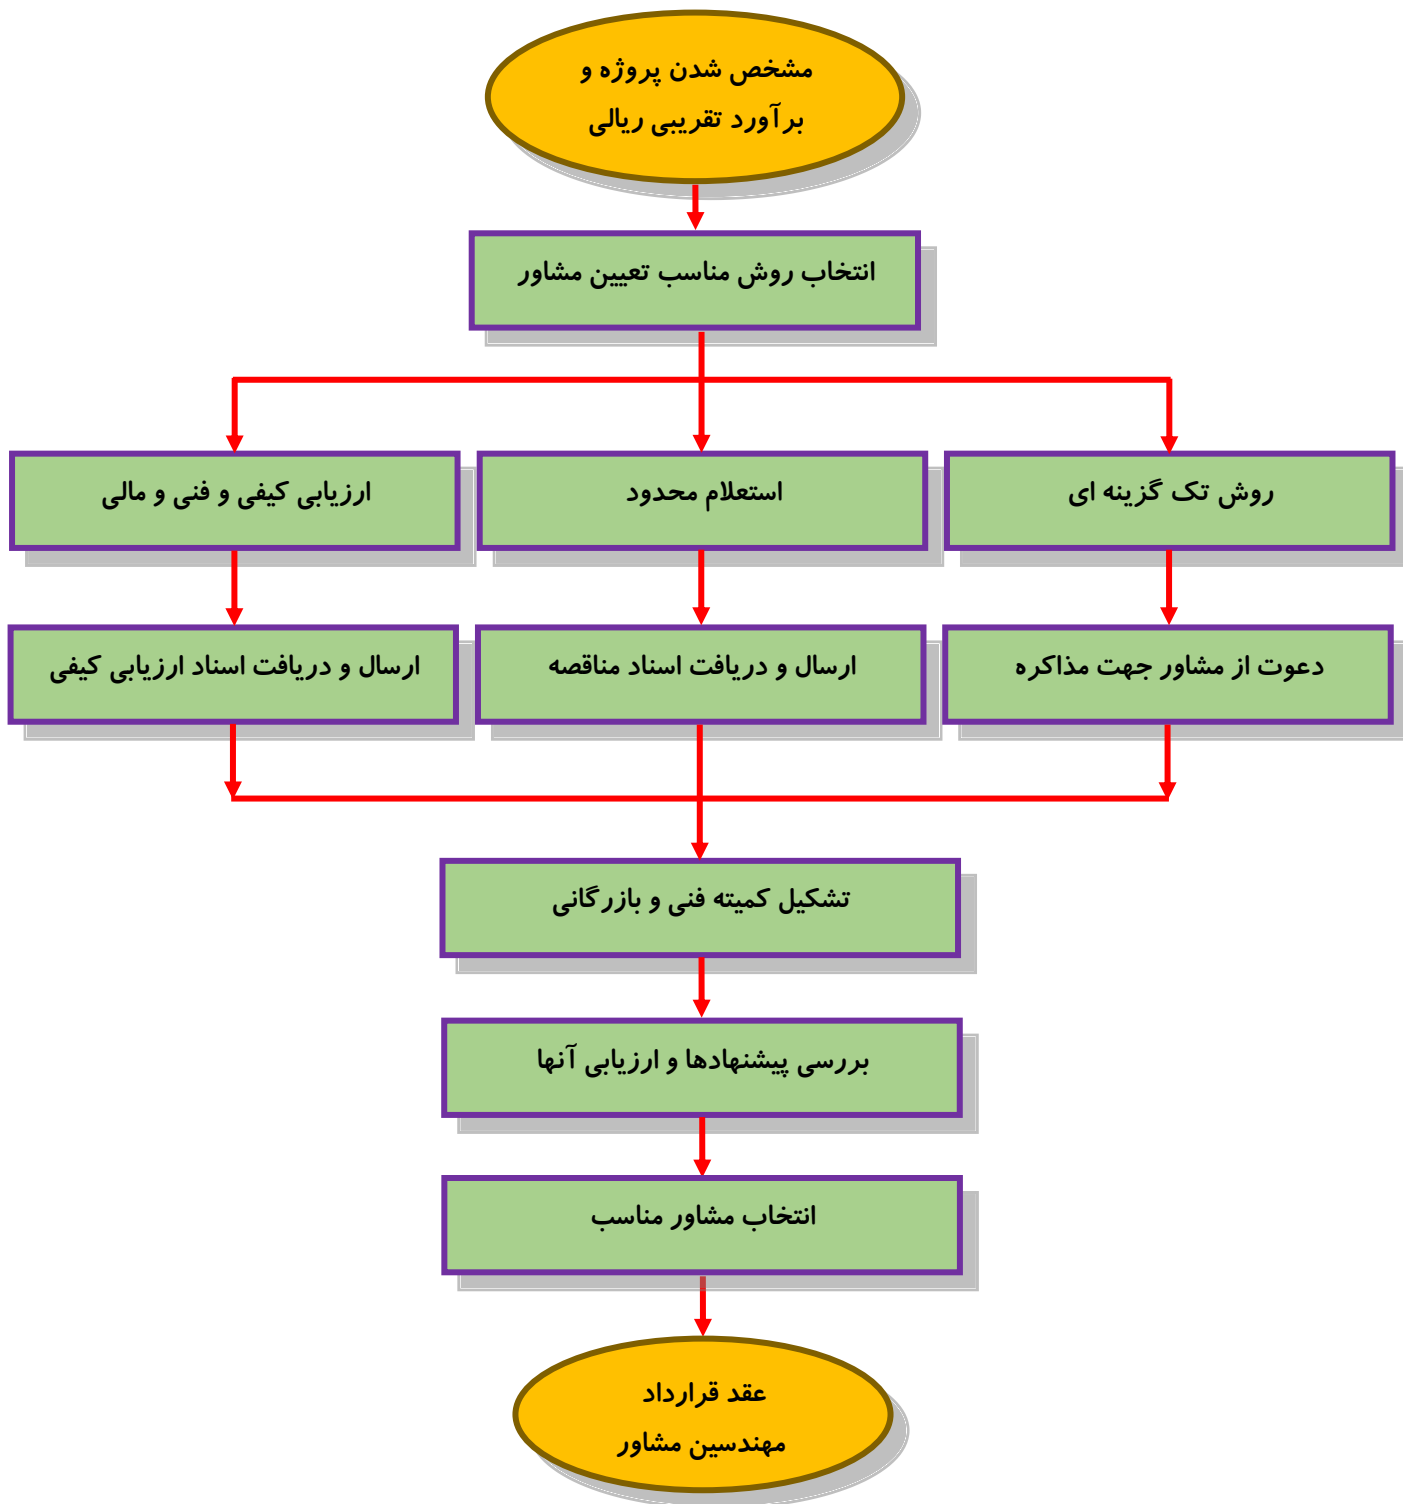 مشخص شدن پروژه و
برآورد تقریبی ریالی
انتخاب روش مناسب تعیین مشاور
روش تک گزینه ای
استعلام محدود
ارزیابی کیفی و فنی و مالی
دعوت از مشاور جهت مذاکره
ارسال و دریافت اسناد مناقصه
ارسال و دریافت اسناد ارزیابی کیفی
تشکیل کمیته فنی و بازرگانی
بررسی پیشنهادها و ارزیابی آنها
انتخاب مشاور مناسب
عقد قرارداد
مهندسین مشاور